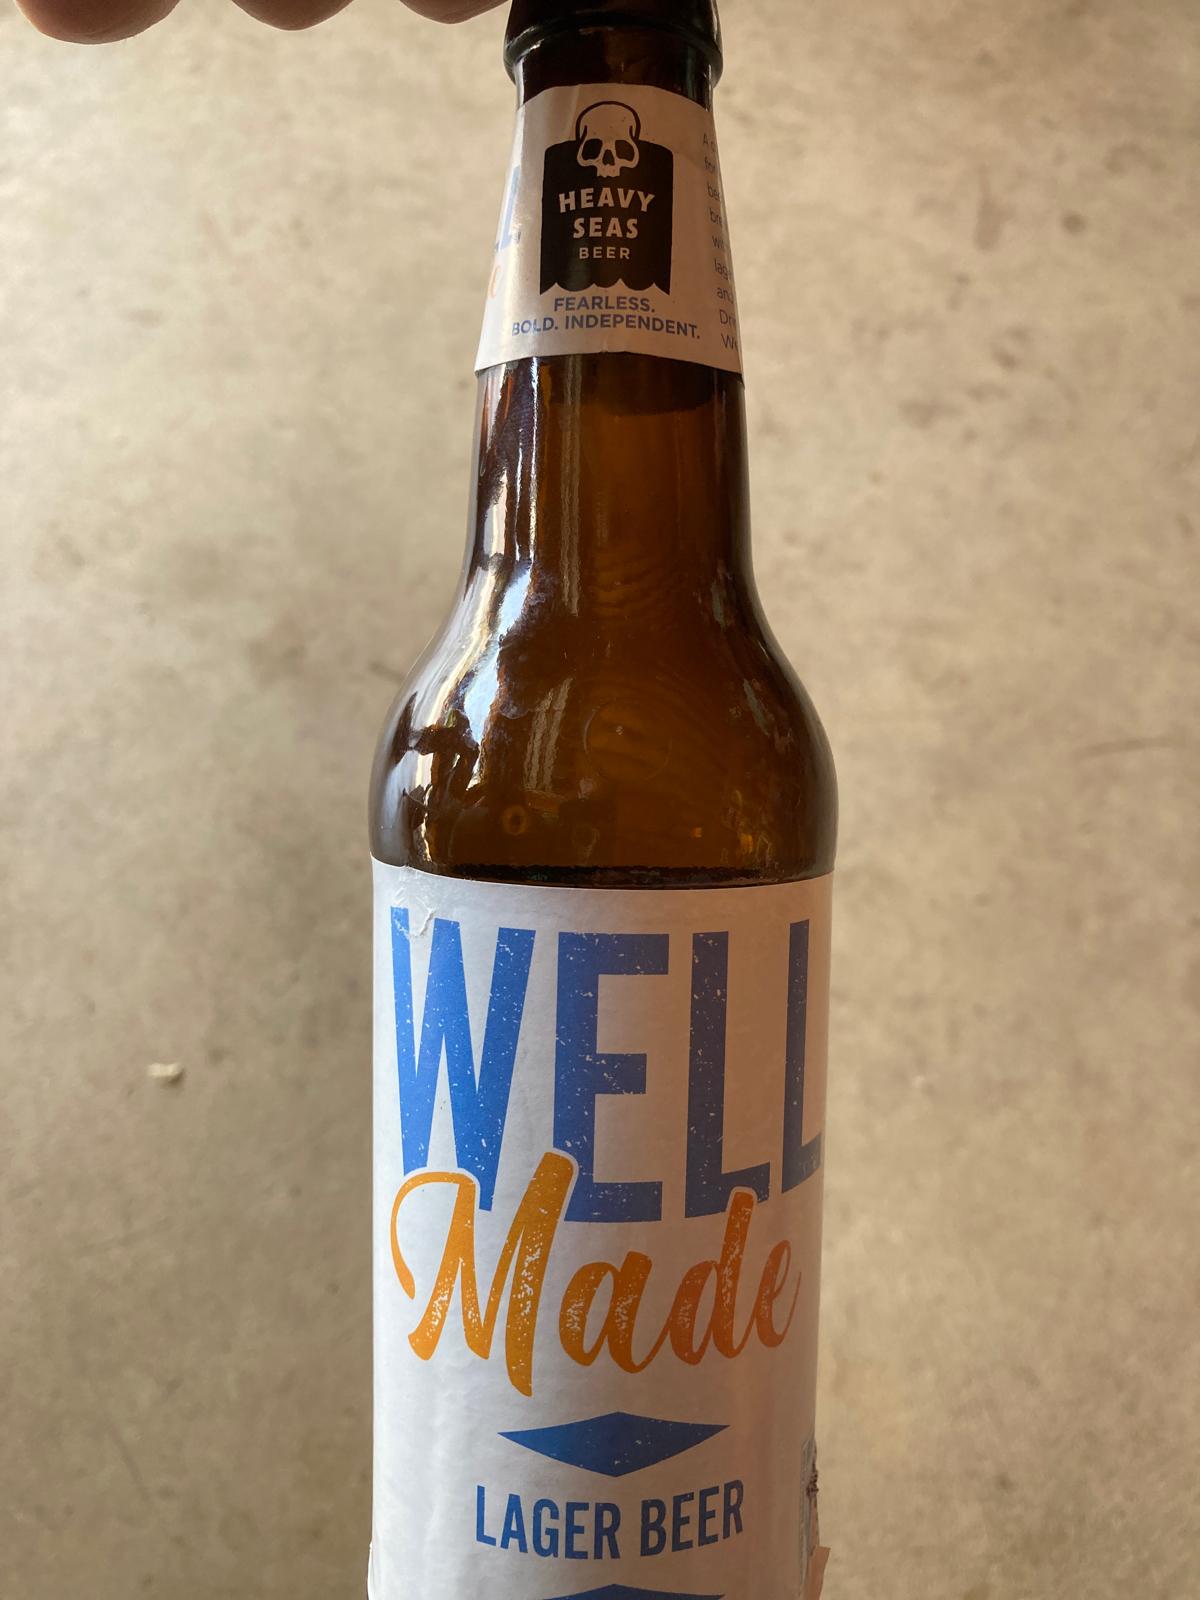 HEAVY
SEAS
BEER
FEARLESS.
BOLD. INDEPENDENT.
WELL
Made
LAGER BEER